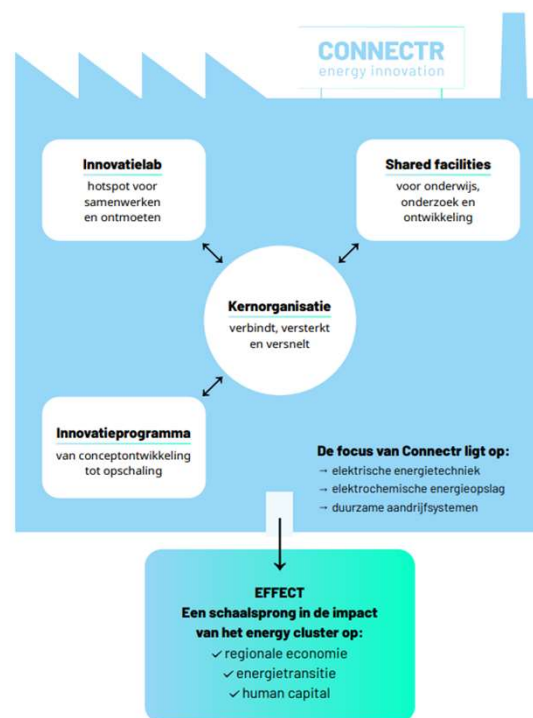 CONNECTR
energy innovation
Innovatielab
hotspot voor
samenwerken
en ontmoeten
Shared facilities
voor onderwijs,
onderzoek en
ontwikkeling
Kernorganisatie
verbindt, versterkt
en versnelt
Innovatieprogramma
van conceptontwikkeling
tot opschaling
De focus van Connectr ligt op:
→ elektrische energietechniek
→ elektrochemische energieopslag
→ duurzame aandrijfsystemen
EFFECT
Een schaalsprong in de impact
van het energy cluster op:
✓ regionale economie
✓ energietransitie
✓ human capital